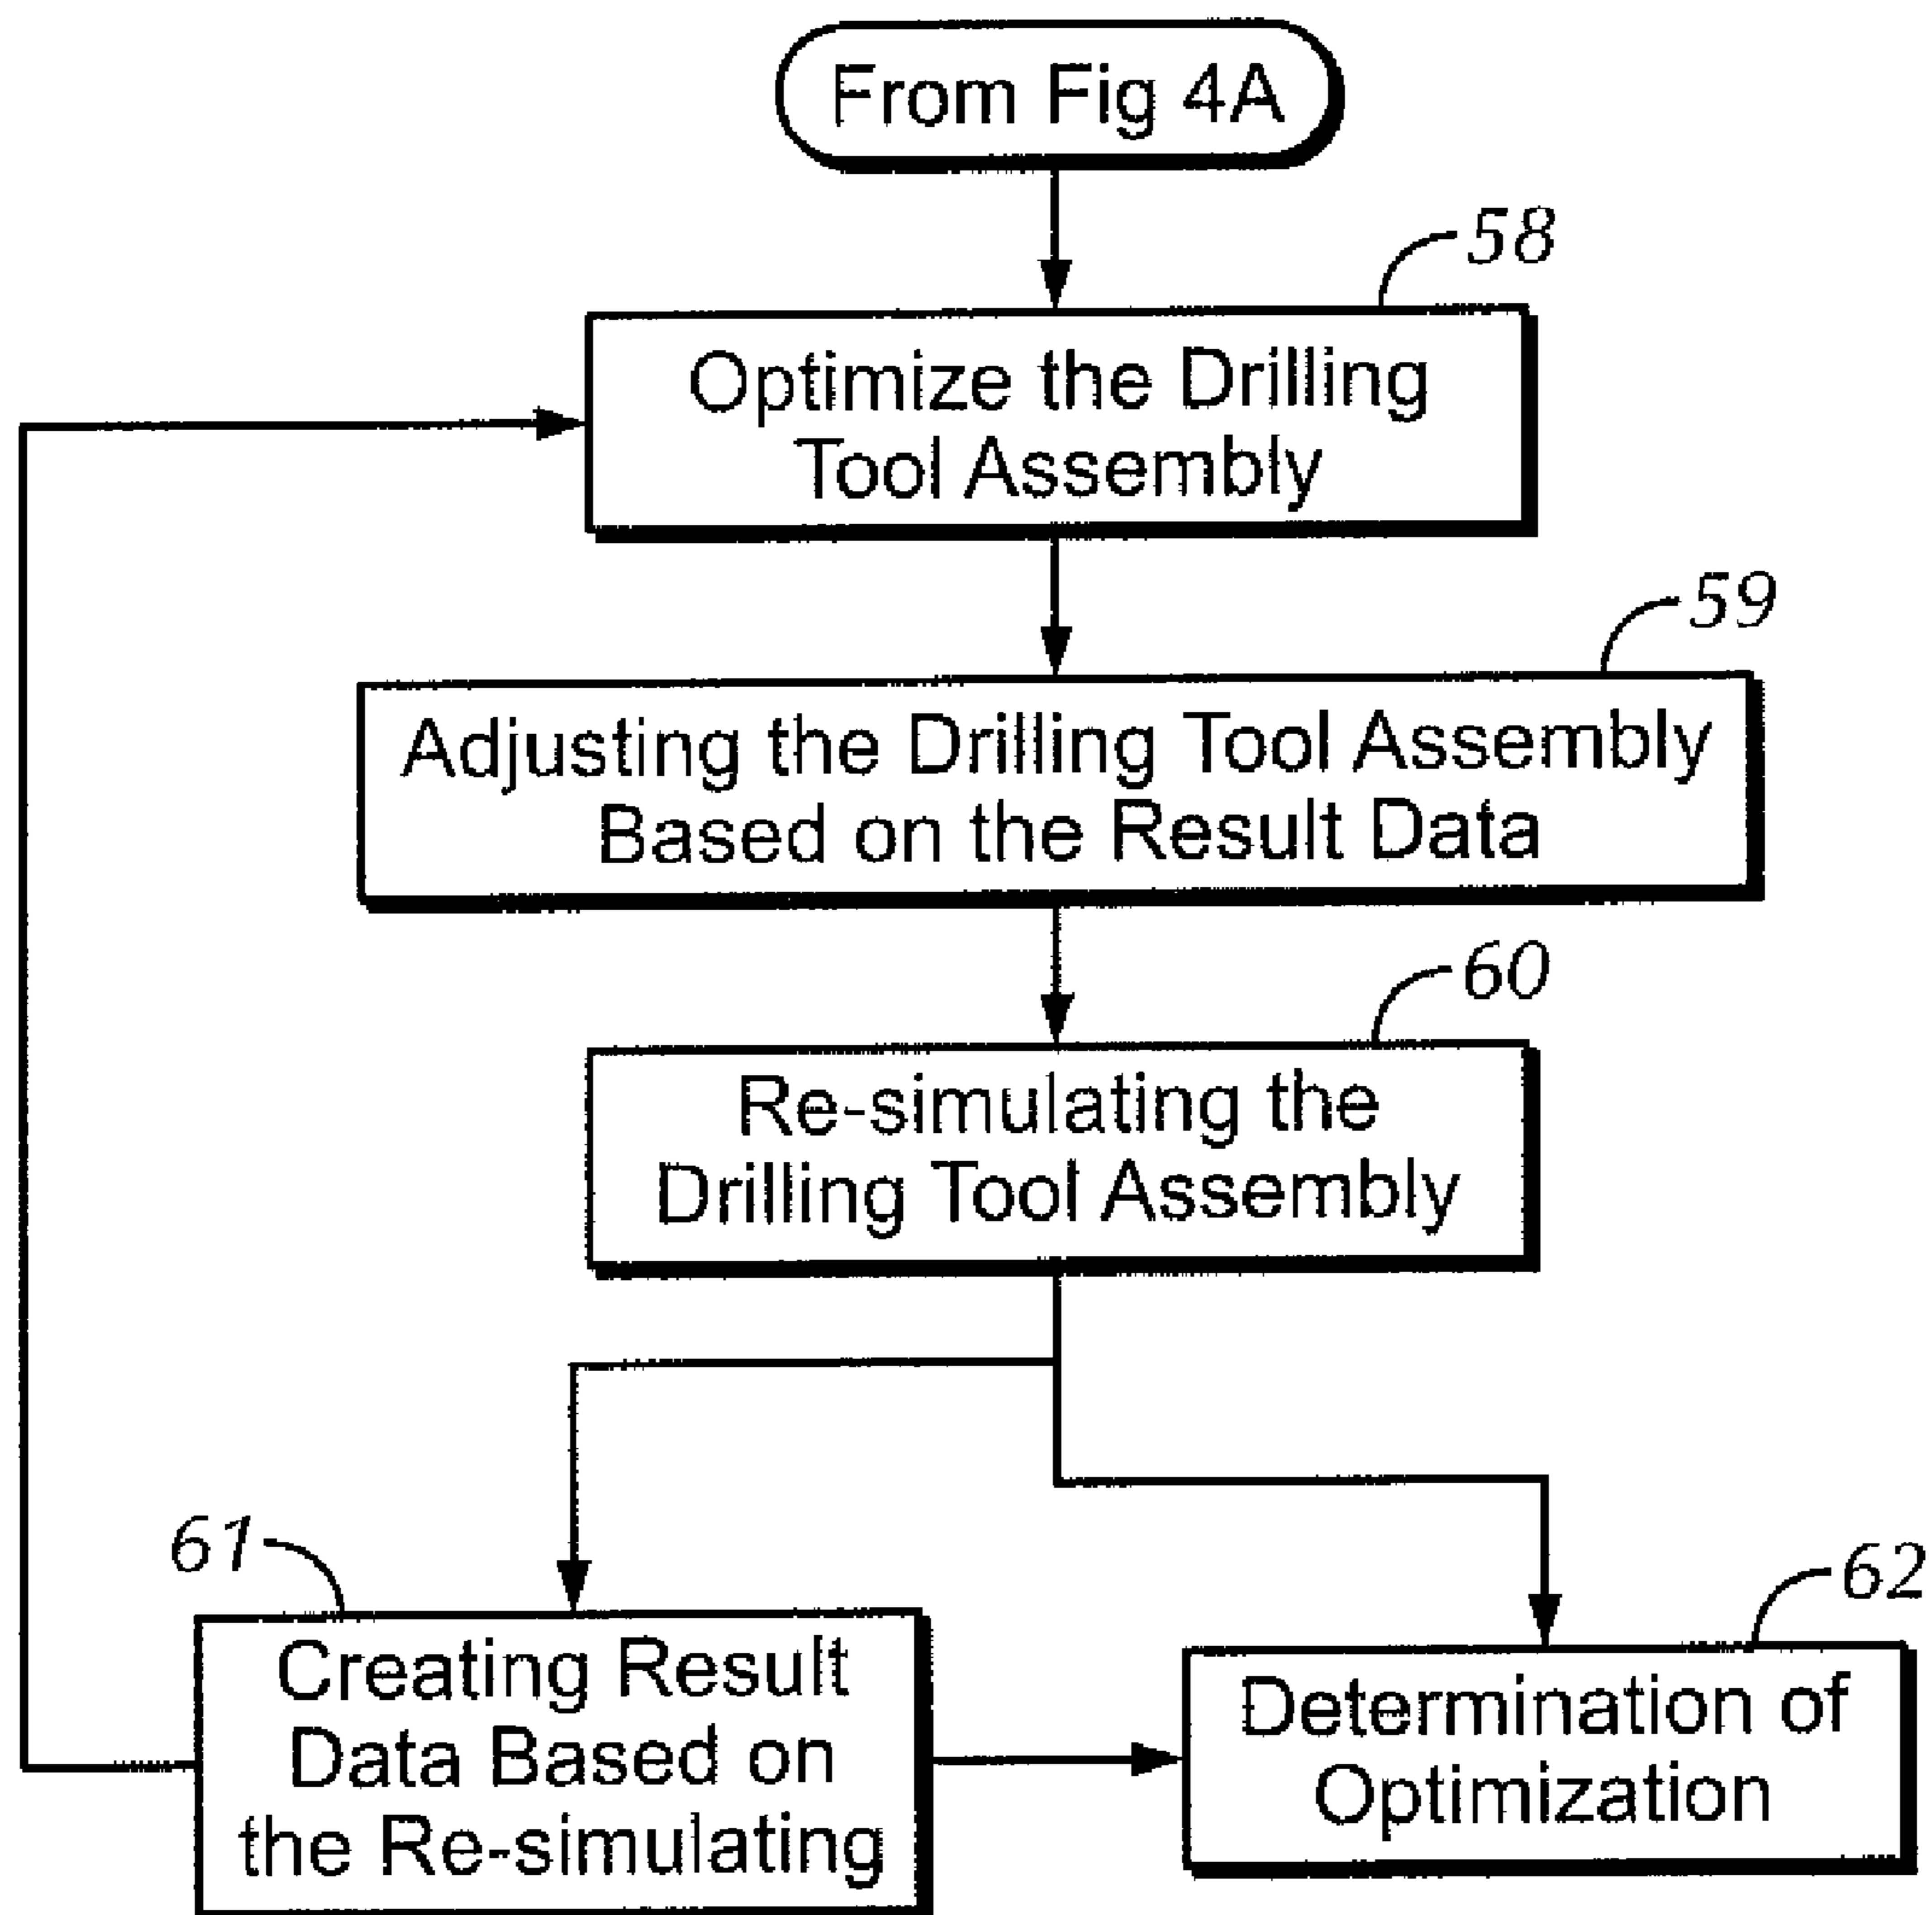 From Fig 4A
58
Optimize the Drilling
Tool Assembly
59
Adjusting the Drilling Tool Assembly
Based on the Result Data
60
Re-simulating the
Drilling Tool Assembly
61
Creating Result
Data Based on
the Re-simulating
62
Determination of
Optimization